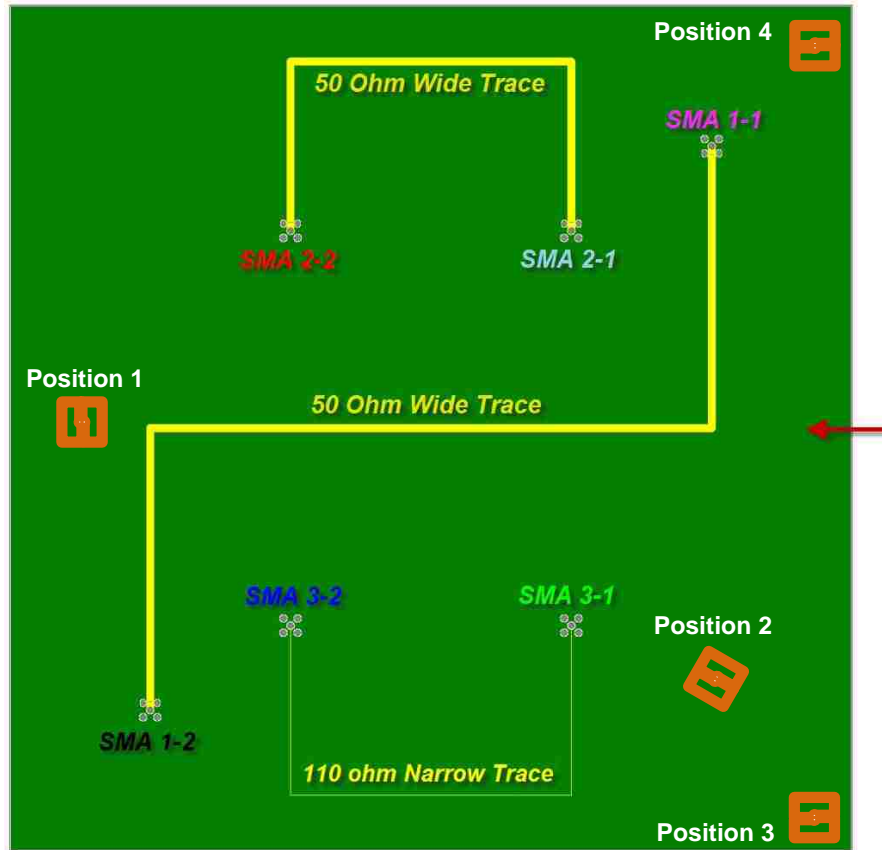 Position 4
50 Ohm Wide Trace
SMA 1-1
SMA 2-2
SMA 2-1
Position 1
50 Ohm Wide Trace
SMA 3-2
SMA 3-1
Position 2
SMA 1-2
110 ohm Narrow Trace
Position 3